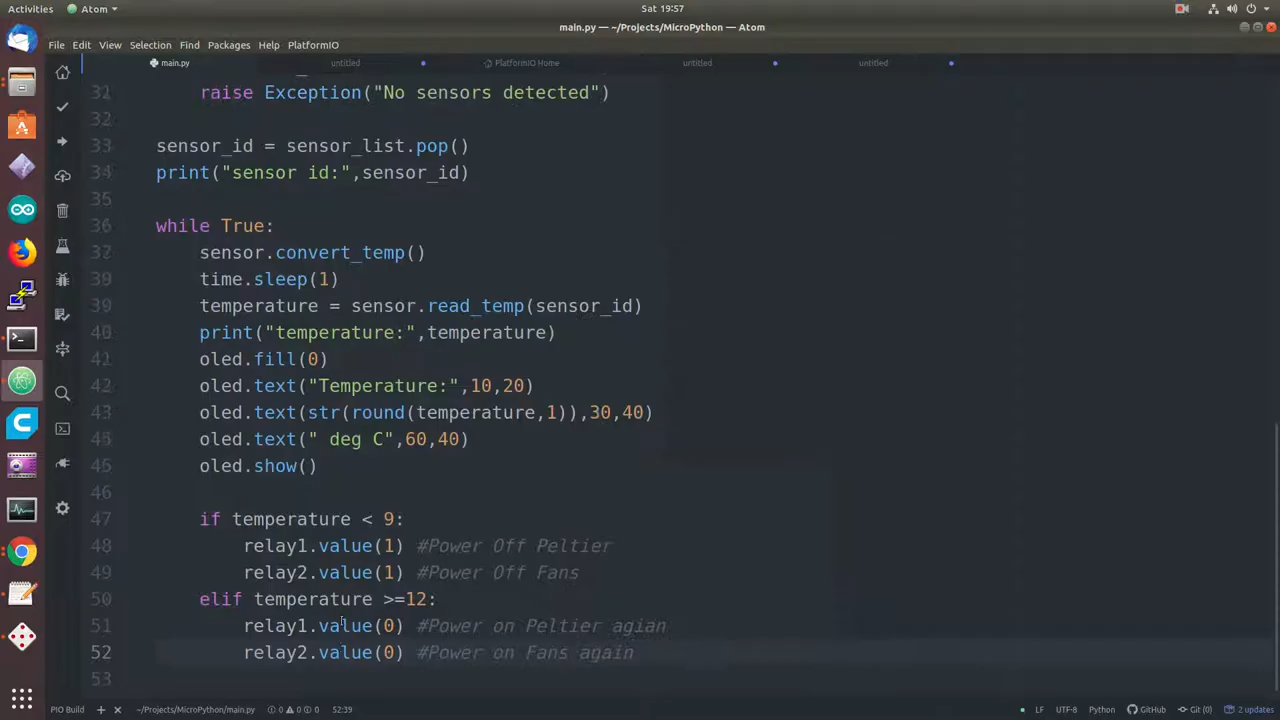 Activities Atom Sat 19:57
main.py — ~/Projects/MicroPython — Atom
File Edit View Selection Find Packages Help PlatformIO
main.py untitled PlatformIO Home untitled untitled
31 raise Exception("No sensors detected")
32
33 sensor_id = sensor_list.pop()
34 print("sensor id:",sensor_id)
35
36 while True:
37 sensor.convert_temp()
38 time.sleep(1)
39 temperature = sensor.read_temp(sensor_id)
40 print("temperature:",temperature)
41 oled.fill(0)
42 oled.text("Temperature:",10,20)
43 oled.text(str(round(temperature,1)),30,40)
oled.text(" deg C",60,40)
45 oled.show()
46
47 if temperature < 9:
48 relay1.value(1) #Power Off Peltier
49 relay2.value(1) #Power Off Fans
50 elif temperature >=12:
51 relay1.value(0) #Power on Peltier agian
52 relay2.value(0) #Power on Fans again
53
PIO Build + × ~/Projects/MicroPython/main.py 0 0 0 52:39 LF UTF-8 Python GitHub Git (0) 2 updates